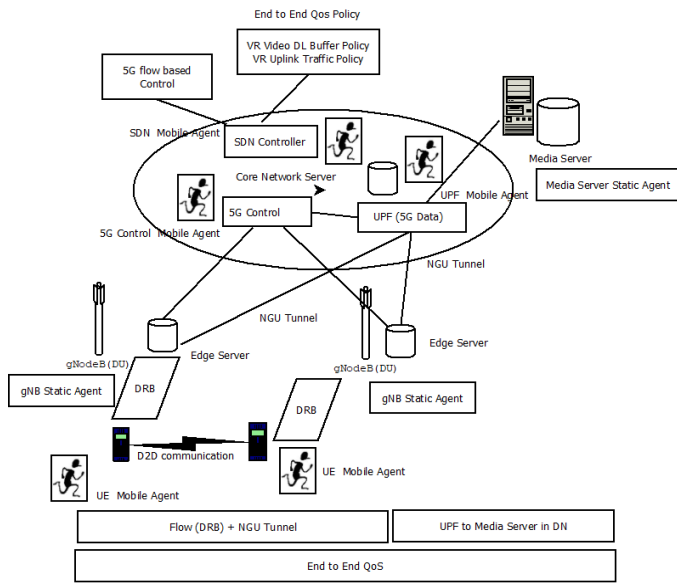 End to End Qos Policy
VR Video DL Buffer Policy
VR Uplink Traffic Policy
5G flow based
Control
SDN Mobile Agent
SDN Controller
Media Server
Core Network Server
UPF Mobile Agent
Media Server Static Agent
5G Control
UPF (5G Data)
5G Control Mobile Agent
NGU Tunnel
NGU Tunnel
Edge Server
Edge Server
gNodeB(DU)
gNodeB(DU)
gNB Static Agent
DRB
gNB Static Agent
DRB
D2D communication
UE Mobile Agent
UE Mobile Agent
Flow (DRB) + NGU Tunnel
UPF to Media Server in DN
End to End QoS